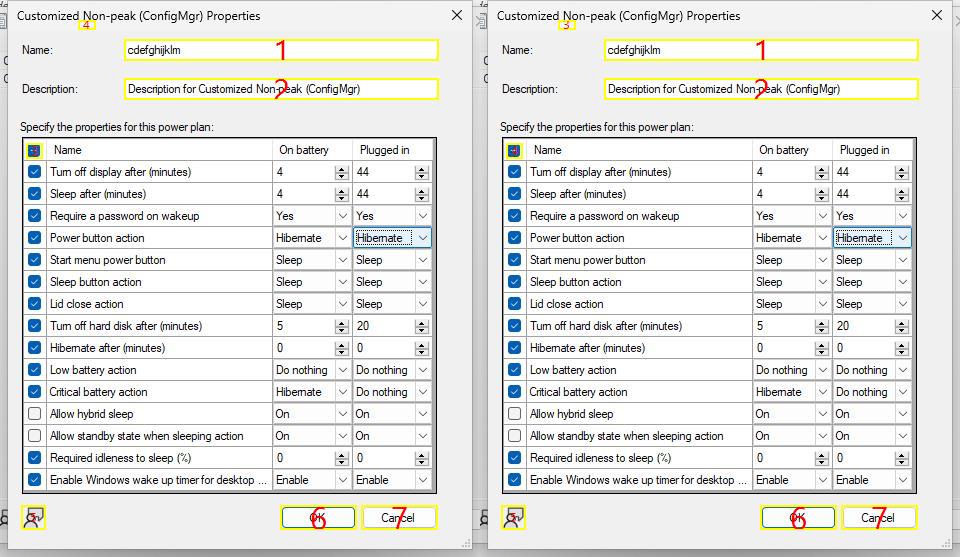 Customized Non-peak (ConfigMgr) Properties
4
Name: cdefghijklm 1
Description: Description for Customized Non-peak (ConfigMgr) 2
Specify the properties for this power plan:
Name On battery Plugged in
Turn off display after (minutes) 4 44
Sleep after (minutes) 4 44
Require a password on wakeup Yes Yes
Power button action Hibernate Hibernate
Start menu power button Sleep Sleep
Sleep button action Sleep Sleep
Lid close action Sleep Sleep
Turn off hard disk after (minutes) 5 20
Hibernate after (minutes) 0 0
Low battery action Do nothing Do nothing
Critical battery action Hibernate Do nothing
Allow hybrid sleep On On
Allow standby state when sleeping action On On
Required idleness to sleep (%) 0 0
Enable Windows wake up timer for desktop ... Enable Enable
OK 6 Cancel 7
Customized Non-peak (ConfigMgr) Properties
3
Name: cdefghijklm 1
Description: Description for Customized Non-peak (ConfigMgr) 2
Specify the properties for this power plan:
Name On battery Plugged in
Turn off display after (minutes) 4 44
Sleep after (minutes) 4 44
Require a password on wakeup Yes Yes
Power button action Hibernate Hibernate
Start menu power button Sleep Sleep
Sleep button action Sleep Sleep
Lid close action Sleep Sleep
Turn off hard disk after (minutes) 5 20
Hibernate after (minutes) 0 0
Low battery action Do nothing Do nothing
Critical battery action Hibernate Do nothing
Allow hybrid sleep On On
Allow standby state when sleeping action On On
Required idleness to sleep (%) 0 0
Enable Windows wake up timer for desktop ... Enable Enable
OK 6 Cancel 7